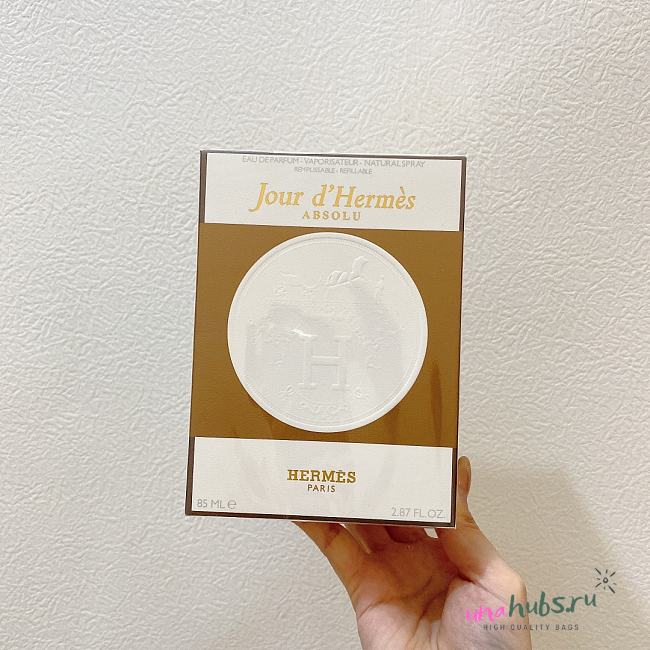 EAU DE PARFUM - VAPORISATEUR - NATURAL SPRAY
REMPLISSABLE - REFILLABLE
Jour d'Hermès
ABSOLU
H
HERMÈS
PARIS
85 ML e
2.87 FL.OZ.
unahubs.ru
HIGH QUALITY BAGS